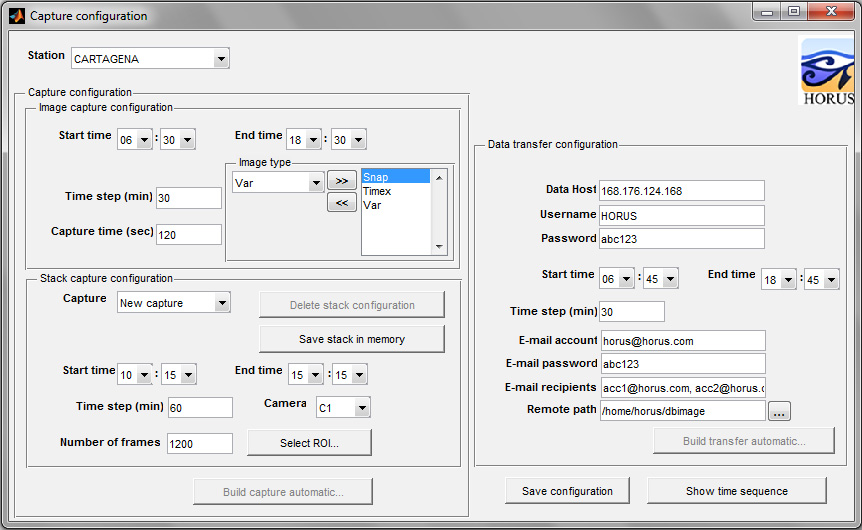 Capture configuration
Station CARTAGENA
HORUS
Capture configuration
Image capture configuration
Start time 06 : 30 End time 18 : 30
Image type
Var >> <<
Snap
Timex
Var
Time step (min) 30
Capture time (sec) 120
Stack capture configuration
Capture New capture Delete stack configuration
Save stack in memory
Start time 10 : 15 End time 15 : 15
Time step (min) 60 Camera C1
Number of frames 1200 Select ROI...
Build capture automatic...
Data transfer configuration
Data Host 168.176.124.168
Username HORUS
Password abc123
Start time 06 : 45 End time 18 : 45
Time step (min) 30
E-mail account horus@horus.com
E-mail password abc123
E-mail recipients acc1@horus.com, acc2@horus.c
Remote path /home/horus/dbimage ...
Build transfer automatic...
Save configuration Show time sequence